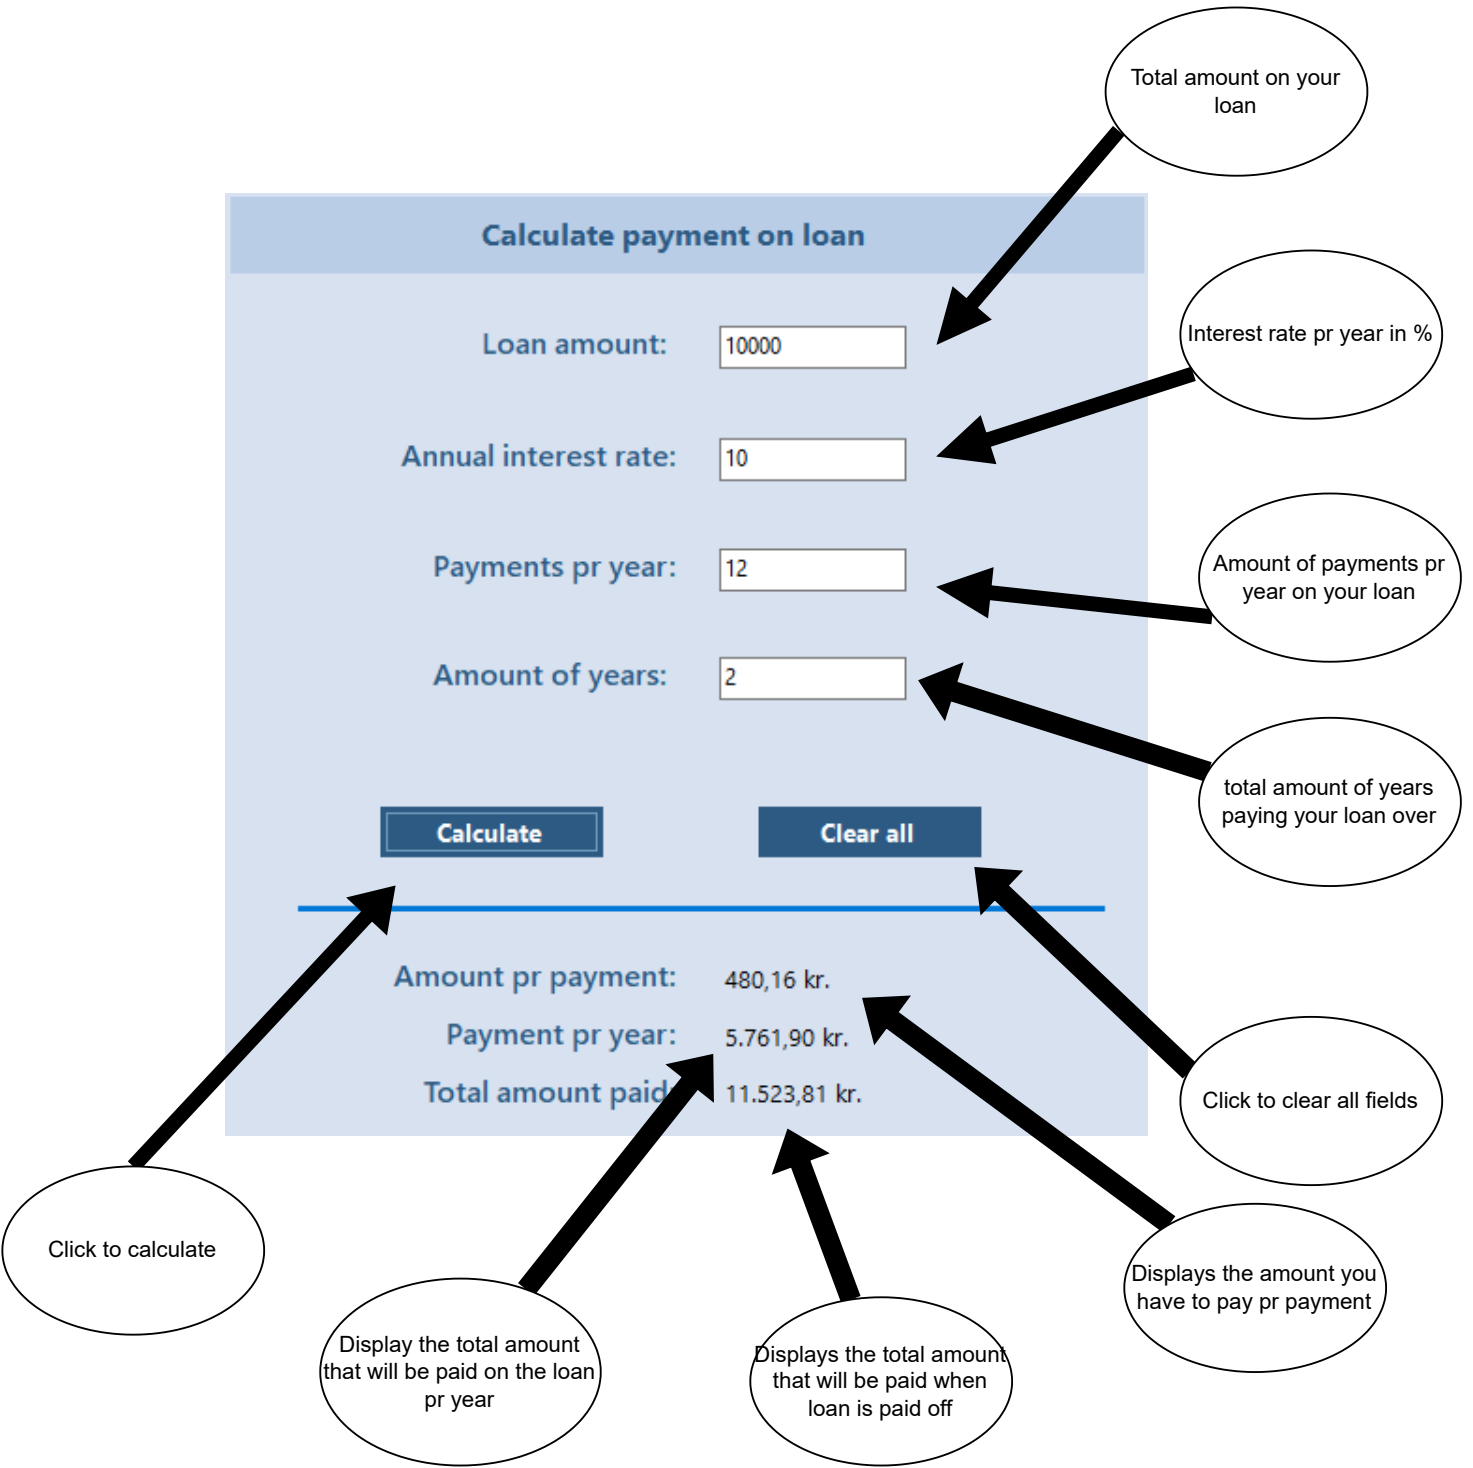 Total amount on your
loan
Calculate payment on loan
Loan amount:
10000
Interest rate pr year in %
Annual interest rate:
10
Payments pr year:
12
Amount of payments pr
year on your loan
Amount of years:
2
total amount of years
paying your loan over
Calculate
Clear all
Amount pr payment:
480,16 kr.
Payment pr year:
5.761,90 kr.
Total amount paid:
11.523,81 kr.
Click to clear all fields
Click to calculate
Displays the amount you
have to pay pr payment
Display the total amount
that will be paid on the loan
pr year
Displays the total amount
that will be paid when
loan is paid off